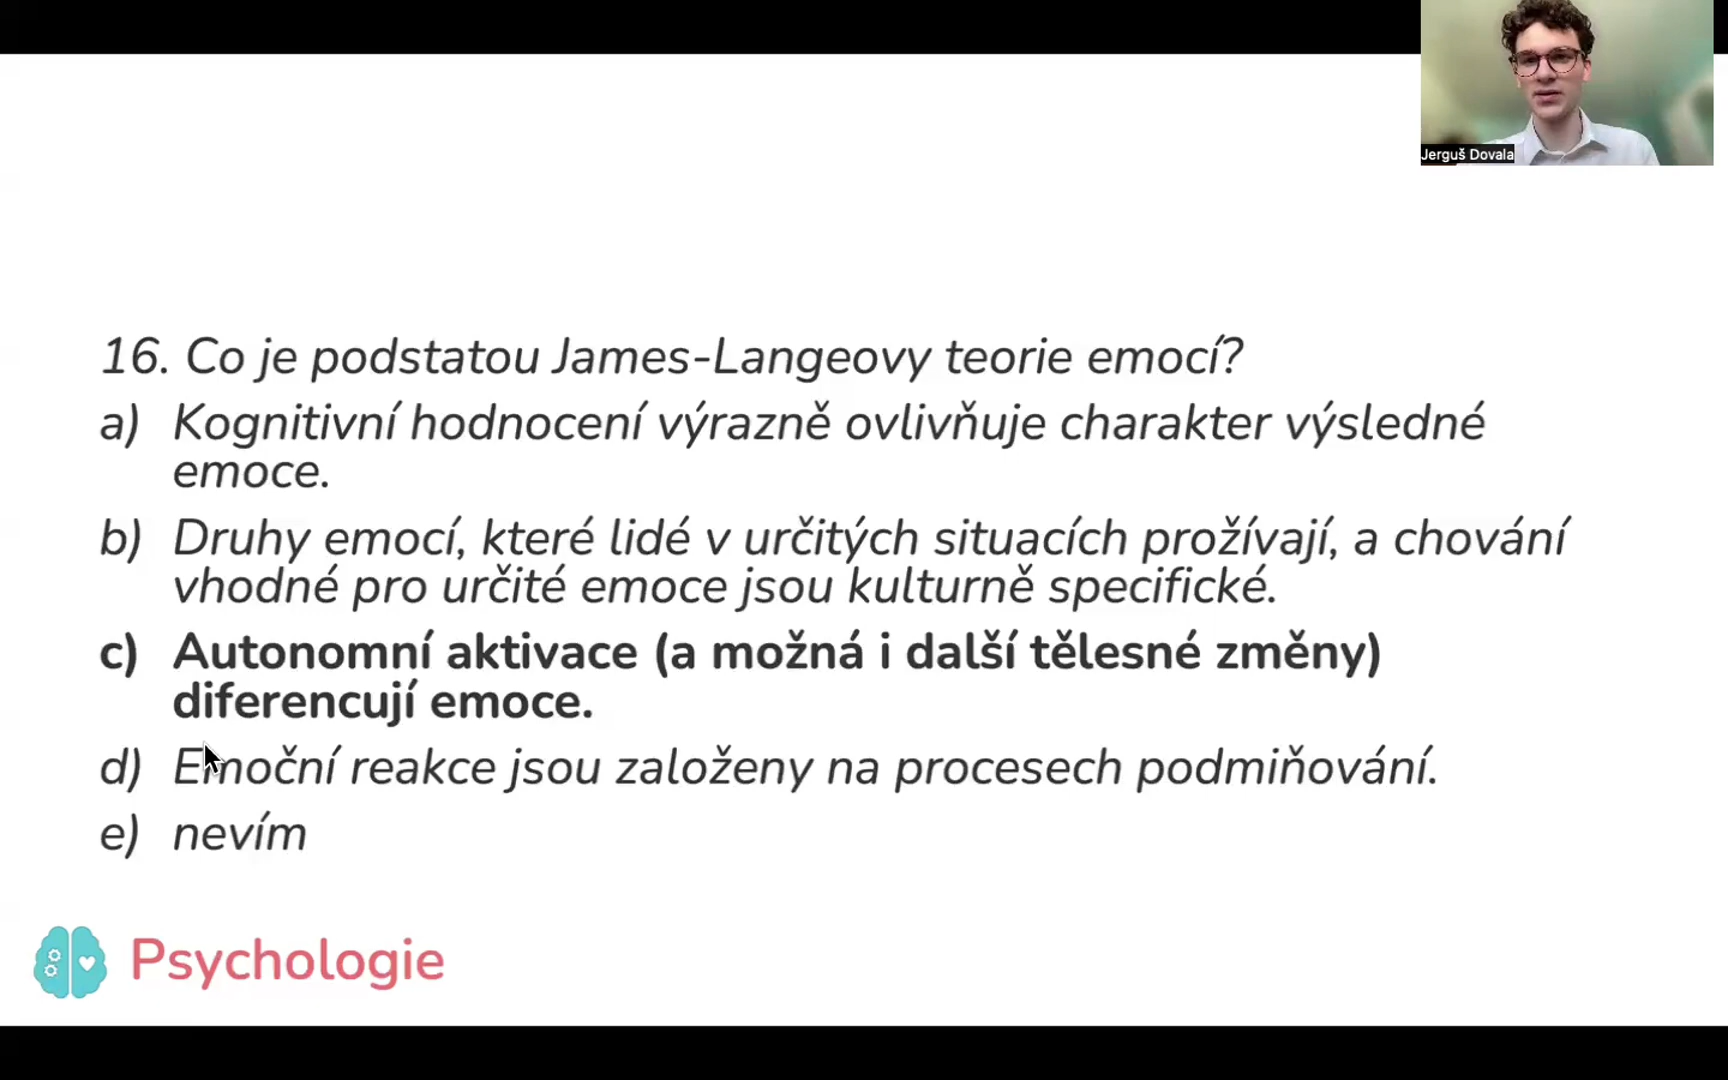 Jerguš Dovala
16. Co je podstatou James-Langeovy teorie emocí?
a) Kognitivní hodnocení výrazně ovlivňuje charakter výsledné
emoce.
b) Druhy emocí, které lidé v určitých situacích prožívají, a chování
vhodné pro určité emoce jsou kulturně specifické.
c) Autonomní aktivace (a možná i další tělesné změny)
diferencují emoce.
d) Emoční reakce jsou založeny na procesech podmiňování.
e) nevím
Psychologie